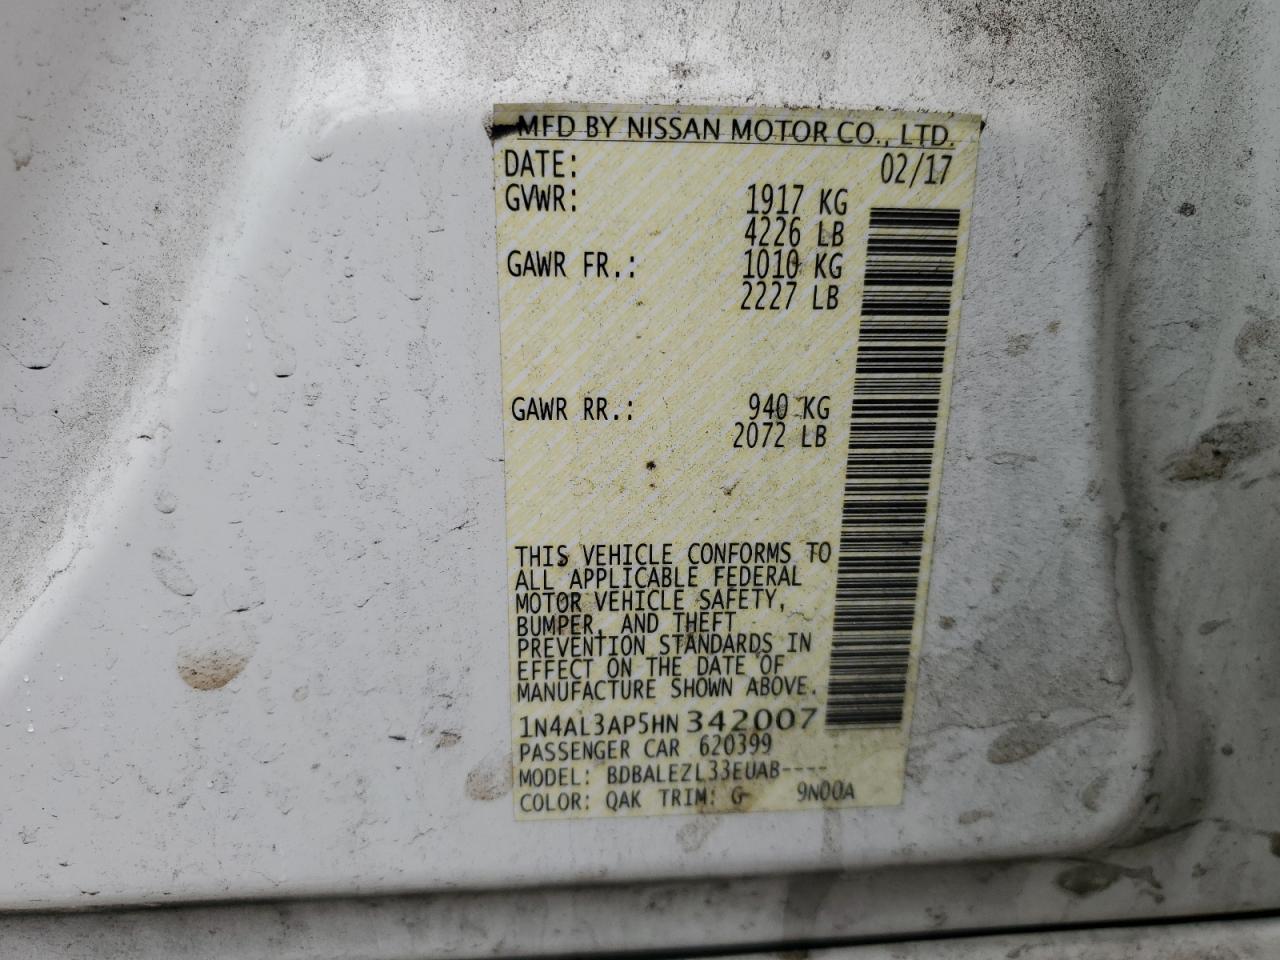 MFD BY NISSAN MOTOR CO., LTD.
DATE: 02/17
GVWR: 1917 KG
4226 LB
GAWR FR.: 1010 KG
2227 LB
GAWR RR.: 940 KG
2072 LB
THIS VEHICLE CONFORMS TO
ALL APPLICABLE FEDERAL
MOTOR VEHICLE SAFETY,
BUMPER, AND THEFT
PREVENTION STANDARDS IN
EFFECT ON THE DATE OF
MANUFACTURE SHOWN ABOVE.
1N4AL3AP5HN 342007
PASSENGER CAR 620399
MODEL: BDBALEZL33EUAB----
COLOR: QAK TRIM: G 9N00A